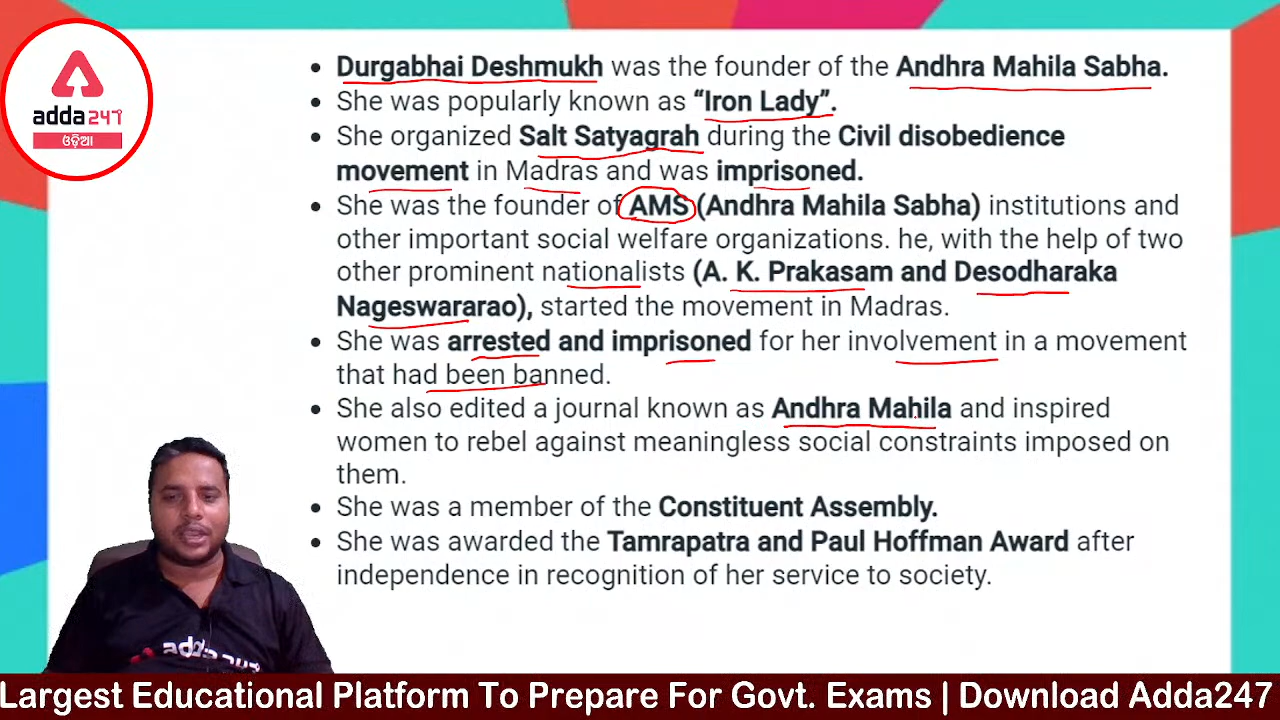 adda247
ଓଡ଼ିଆ
Durgabhai Deshmukh was the founder of the Andhra Mahila Sabha.
She was popularly known as “Iron Lady”.
She organized Salt Satyagrah during the Civil disobedience
movement in Madras and was imprisoned.
She was the founder of AMS (Andhra Mahila Sabha) institutions and
other important social welfare organizations. he, with the help of two
other prominent nationalists (A. K. Prakasam and Desodharaka
Nageswararao), started the movement in Madras.
She was arrested and imprisoned for her involvement in a movement
that had been banned.
She also edited a journal known as Andhra Mahila and inspired
women to rebel against meaningless social constraints imposed on
them.
She was a member of the Constituent Assembly.
She was awarded the Tamrapatra and Paul Hoffman Award after
independence in recognition of her service to society.
Largest Educational Platform To Prepare For Govt. Exams | Download Adda247